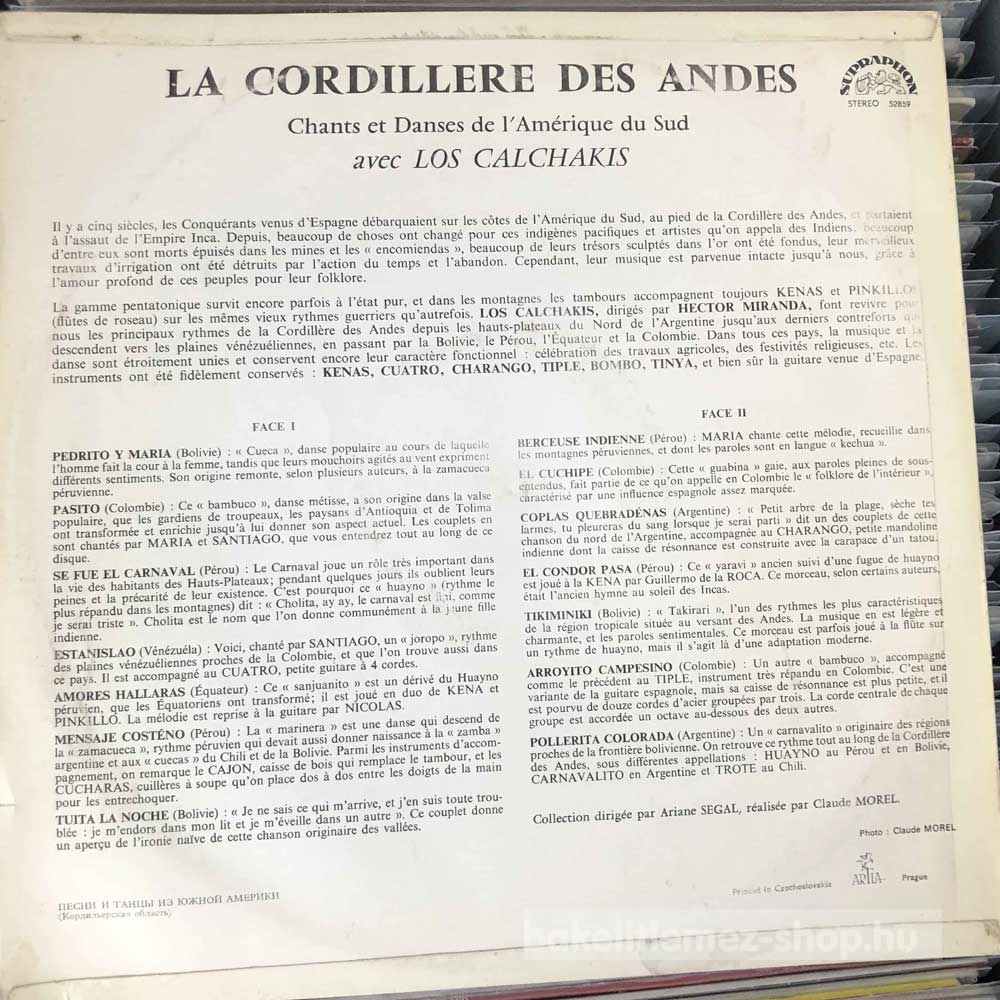 LA CORDILLERE DES ANDES
SUPRAPHON
STEREO 52859
Chants et Danses de l'Amérique du Sud
avec LOS CALCHAKIS
Il y a cinq siècles, les Conquérants venus d'Espagne débarquaient sur les côtes de l'Amérique du Sud, au pied de la Cordillère des Andes, et partaient
à l'assaut de l'Empire Inca. Depuis, beaucoup de choses ont changé pour ces indigènes pacifiques et artistes qu'on appela des Indiens. beaucoup
d'entre eux sont morts épuisés dans les mines et les « encomiendas », beaucoup de leurs trésors sculptés dans l'or ont été fondus, leur merveilleux
travaux d'irrigation ont été détruits par l'action du temps et l'abandon. Cependant, leur musique est parvenue intacte jusqu'à nous, grâce à
l'amour profond de ces peuples pour leur folklore.
La gamme pentatonique survit encore parfois à l'état pur, et dans les montagnes les tambours accompagnent toujours KENAS et PINKILLOS
(flûtes de roseau) sur les mêmes vieux rythmes guerriers qu'autrefois. LOS CALCHAKIS, dirigés par HECTOR MIRANDA, font revivre pour
nous les principaux rythmes de la Cordillère des Andes depuis les hauts-plateaux du Nord de l'Argentine jusqu'aux derniers contreforts qui
descendent vers les plaines vénézuéliennes, en passant par la Bolivie, le Pérou, l'Équateur et la Colombie. Dans tous ces pays, la musique et la
danse sont étroitement unies et conservent encore leur caractère fonctionnel : célébration des travaux agricoles, des festivités religieuses, etc. Les
instruments ont été fidèlement conservés : KENAS, CUATRO, CHARANGO, TIPLE, BOMBO, TINYA, et bien sûr la guitare venue d'Espagne.
FACE I
PEDRITO Y MARIA (Bolivie) : « Cueca », danse populaire au cours de laquelle
l'homme fait la cour à la femme, tandis que leurs mouchoirs agités au vent expriment
différents sentiments. Son origine remonte, selon plusieurs auteurs, à la zamacueca
péruvienne.
PASITO (Colombie) : Ce « bambuco », danse métisse, a son origine dans la valse
populaire, que les gardiens de troupeaux, les paysans d'Antioquia et de Tolima
ont transformée et enrichie jusqu'à lui donner son aspect actuel. Les couplets en
sont chantés par MARIA et SANTIAGO, que vous entendrez tout au long de ce
disque.
SE FUE EL CARNAVAL (Pérou) : Le Carnaval joue un rôle très important dans
la vie des habitants des Hauts-Plateaux; pendant quelques jours ils oublient leurs
peines et la précarité de leur existence. C'est pourquoi ce « huayno » (rythme le
plus répandu dans les montagnes) dit : « Cholita, ay ay, le carnaval est fini, comme
je serai triste ». Cholita est le nom que l'on donne communément à la jeune fille
indienne.
ESTANISLAO (Vénézuéla) : Voici, chanté par SANTIAGO, un « joropo », rythme
des plaines vénézuéliennes proches de la Colombie, et que l'on trouve aussi dans
ce pays. Il est accompagné au CUATRO, petite guitare à 4 cordes.
AMORES HALLARAS (Équateur) : Ce « sanjuanito » est un dérivé du Huayno
péruvien, que les Équatoriens ont transformé; il est joué en duo de KENA et
PINKILLO. La mélodie est reprise à la guitare par NICOLAS.
MENSAJE COSTÉNO (Pérou) : La « marinera » est une danse qui descend de
la « zamacueca », rythme péruvien qui devait aussi donner naissance à la « zamba »
argentine et aux « cuecas » du Chili et de la Bolivie. Parmi les instruments d'accom-
pagnement, on remarque le CAJON, caisse de bois qui remplace le tambour, et les
CUCHARAS, cuillères à soupe qu'on place dos à dos entre les doigts de la main
pour les entrechoquer.
TUITA LA NOCHE (Bolivie) : « Je ne sais ce qui m'arrive, et j'en suis toute trou-
blée : je m'endors dans mon lit et je m'éveille dans un autre ». Ce couplet donne
un aperçu de l'ironie naïve de cette chanson originaire des vallées.
FACE II
BERCEUSE INDIENNE (Pérou) : MARIA chante cette mélodie, recueillie dans
les montagnes péruviennes, et dont les paroles sont en langue « kechua ».
EL CUCHIPE (Colombie) : Cette « guabina » gaie, aux paroles pleines de sous-
entendus, fait partie de ce qu'on appelle en Colombie le « folklore de l'intérieur »,
caractérisé par une influence espagnole assez marquée.
COPLAS QUEBRADÉNAS (Argentine) : « Petit arbre de la plage, sèche tes
larmes, tu pleureras du sang lorsque je serai parti » dit un des couplets de cette
chanson du nord de l'Argentine, accompagnée au CHARANGO, petite mandoline
indienne dont la caisse de résonnance est construite avec la carapace d'un tatou.
EL CONDOR PASA (Pérou) : Ce « yaravi » ancien suivi d'une fugue de huayno
est joué à la KENA par Guillermo de la ROCA. Ce morceau, selon certains auteurs,
était l'ancien hymne au soleil des Incas.
TIKIMINIKI (Bolivie) : « Takirari », l'un des rythmes les plus caractéristiques
de la région tropicale située au versant des Andes. La musique en est légère et
charmante, et les paroles sentimentales. Ce morceau est parfois joué à la flûte sur
un rythme de huayno, mais il s'agit là d'une adaptation moderne.
ARROYITO CAMPESINO (Colombie) : Un autre « bambuco », accompagné
comme le précédent au TIPLE, instrument très répandu en Colombie. C'est une
variante de la guitare espagnole, mais sa caisse de résonnance est plus petite, et il
est pourvu de douze cordes d'acier groupées par trois. La corde centrale de chaque
groupe est accordée un octave au-dessous des deux autres.
POLLERITA COLORADA (Argentine) : Un « carnavalito » originaire des régions
proches de la frontière bolivienne. On retrouve ce rythme tout au long de la Cordillère
des Andes, sous différentes appellations : HUAYNO au Pérou et en Bolivie,
CARNAVALITO en Argentine et TROTE au Chili.
Collection dirigée par Ariane SEGAL, réalisée par Claude MOREL.
Photo : Claude MOREL
ARTIA
Prague
Printed in Czechoslovakia
ПЕСНИ И ТАНЦЫ ИЗ ЮЖНОЙ АМЕРИКИ
(Кордильерская область)
bakelitlemez-shop.hu